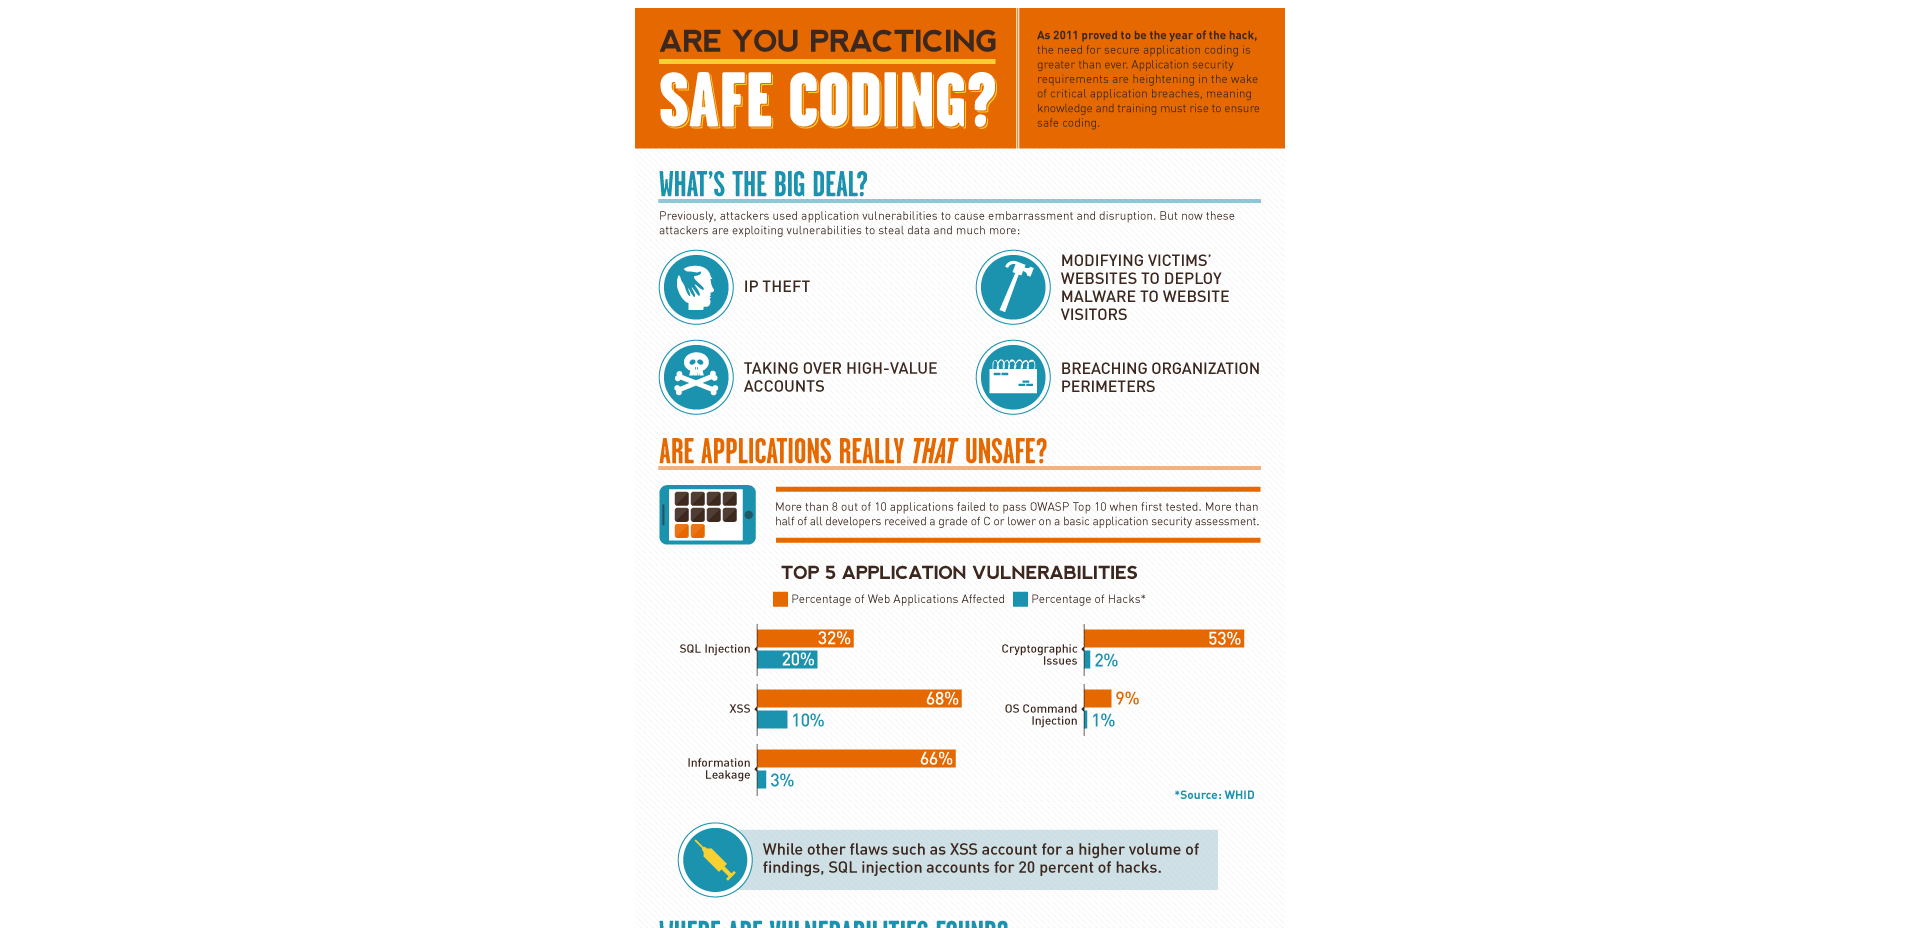 ARE YOU PRACTICING
SAFE CODING?
As 2011 proved to be the year of the hack,
the need for secure application coding is
greater than ever. Application security
requirements are heightening in the wake
of critical application breaches, meaning
knowledge and training must rise to ensure
safe coding.
WHAT'S THE BIG DEAL?
Previously, attackers used application vulnerabilities to cause embarrassment and disruption. But now these
attackers are exploiting vulnerabilities to steal data and much more:
IP THEFT
MODIFYING VICTIMS'
WEBSITES TO DEPLOY
MALWARE TO WEBSITE
VISITORS
TAKING OVER HIGH-VALUE
ACCOUNTS
BREACHING ORGANIZATION
PERIMETERS
ARE APPLICATIONS REALLY THAT UNSAFE?
More than 8 out of 10 applications failed to pass OWASP Top 10 when first tested. More than
half of all developers received a grade of C or lower on a basic application security assessment.
TOP 5 APPLICATION VULNERABILITIES
Percentage of Web Applications Affected
Percentage of Hacks*
SQL Injection
32%
20%
XSS
68%
10%
Information
Leakage
66%
3%
Cryptographic
Issues
53%
2%
OS Command
Injection
9%
1%
*Source: WHID
While other flaws such as XSS account for a higher volume of
findings, SQL injection accounts for 20 percent of hacks.
WHERE ARE VULNERABILITIES FOUND?